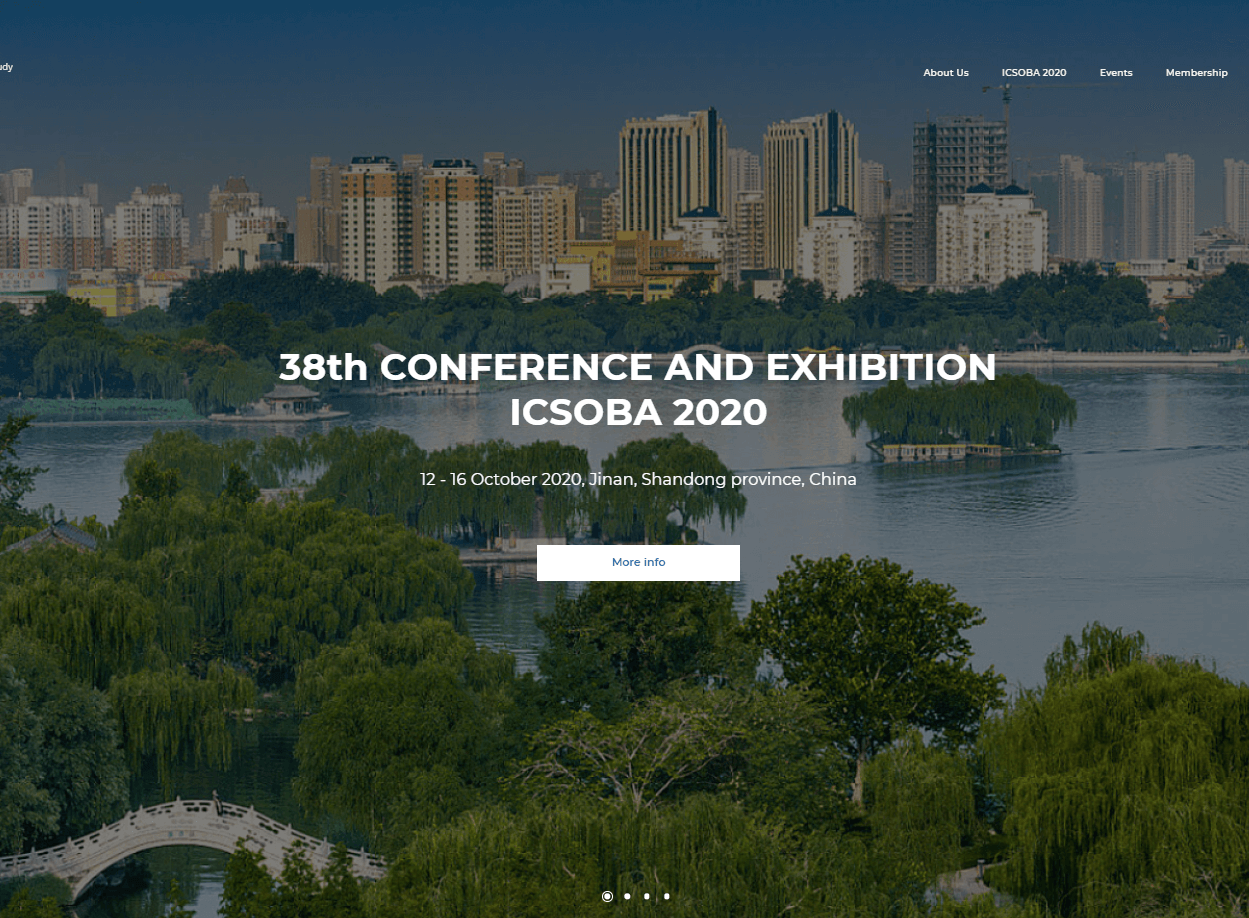 udy
About Us
ICSOBA 2020
Events
Membership
38th CONFERENCE AND EXHIBITION
ICSOBA 2020
12 - 16 October 2020, Jinan, Shandong province, China
More info